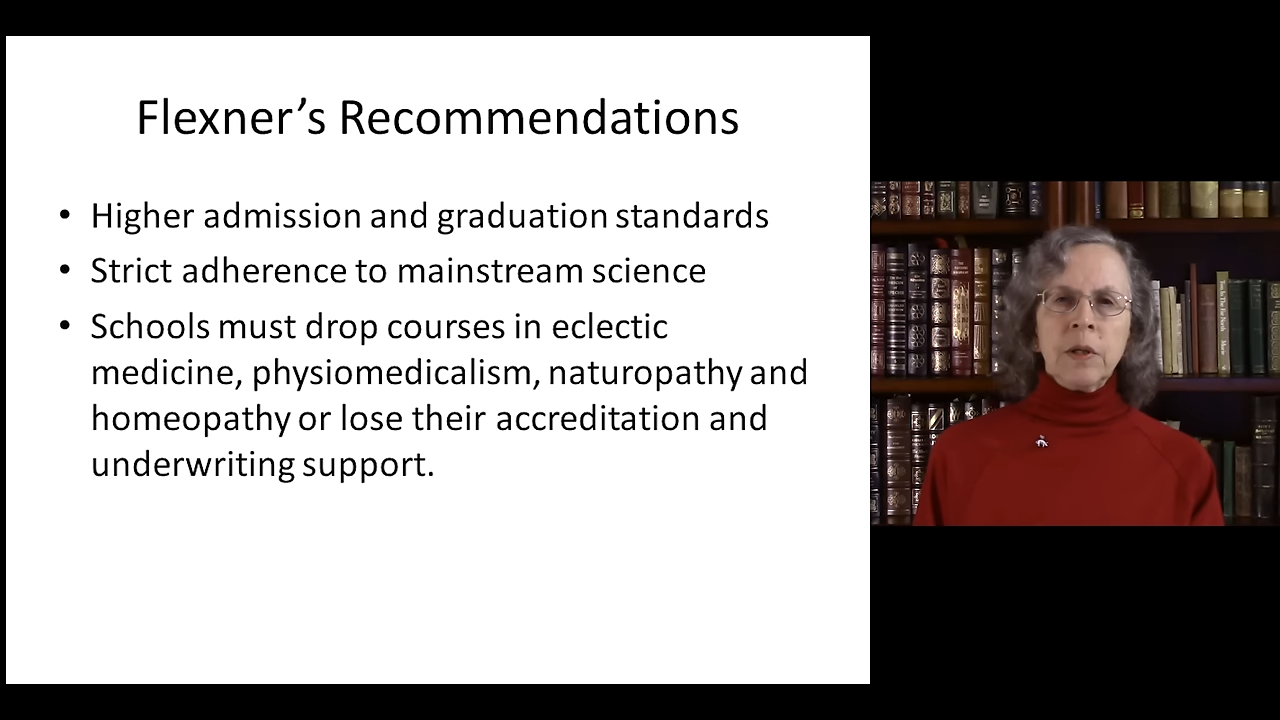 Flexner’s Recommendations
• Higher admission and graduation standards
• Strict adherence to mainstream science
• Schools must drop courses in eclectic
medicine, physiomedicalism, naturopathy and
homeopathy or lose their accreditation and
underwriting support.